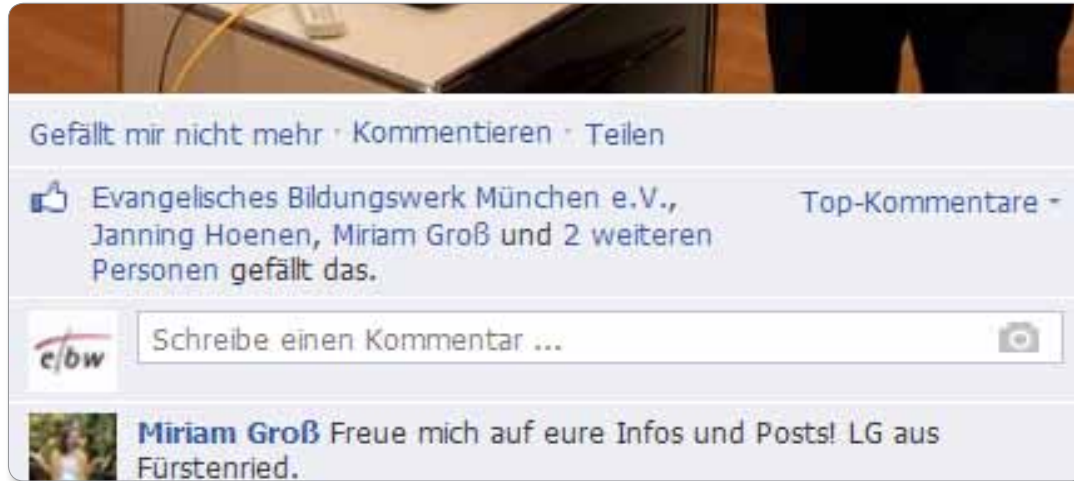 Gefällt mir nicht mehr · Kommentieren · Teilen
Evangelisches Bildungswerk München e.V.,
Janning Hoenen, Miriam Groß und 2 weiteren
Personen gefällt das.
Top-Kommentare
ebw
Schreibe einen Kommentar ...
Miriam Groß Freue mich auf eure Infos und Posts! LG aus
Fürstenried.